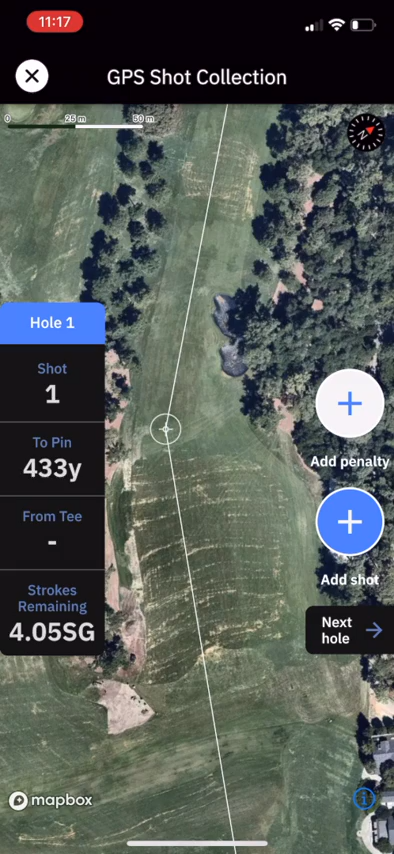 11:17
GPS Shot Collection
0 25 m 50 m
N
Hole 1
Shot
1
To Pin
433y
From Tee
-
Strokes
Remaining
4.05SG
Add penalty
Add shot
Next
hole
mapbox